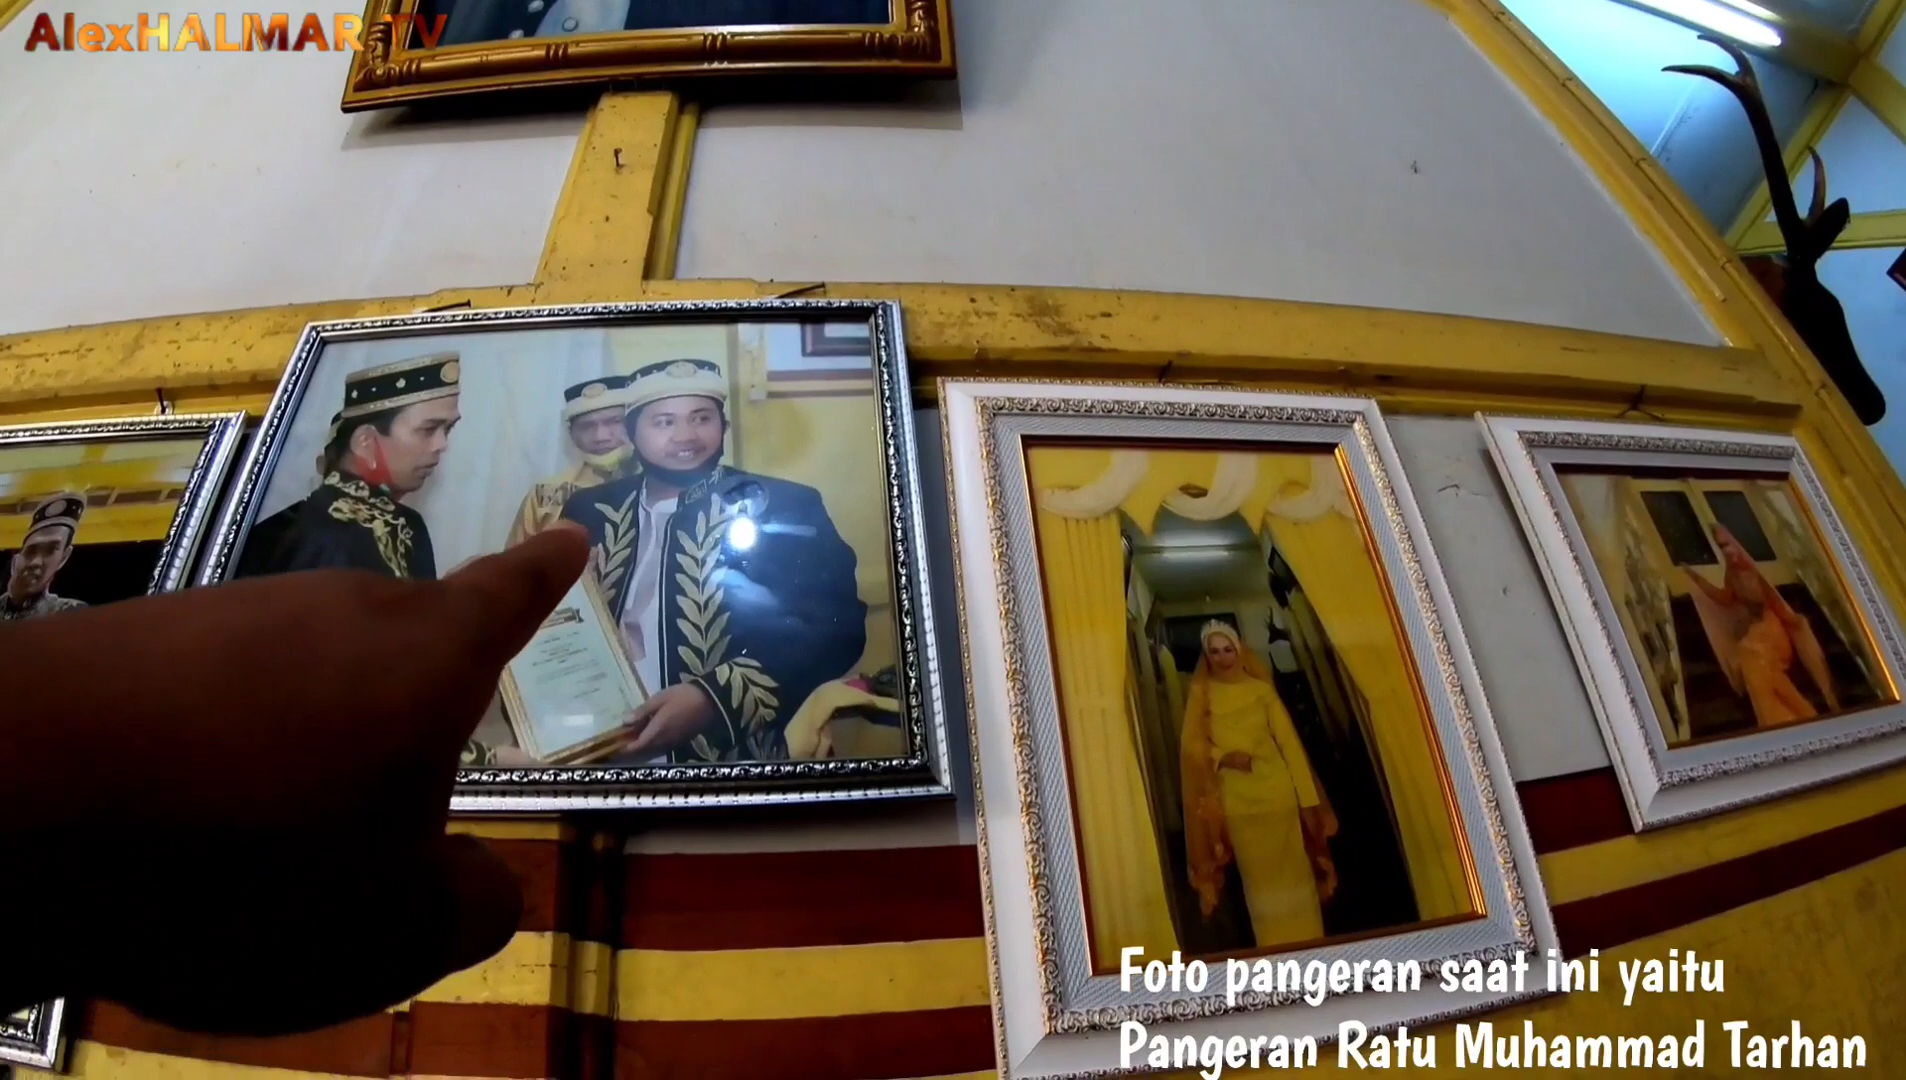 AlexHALMAR TV
Foto pangeran saat ini yaitu
Pangeran Ratu Muhammad Tarhan